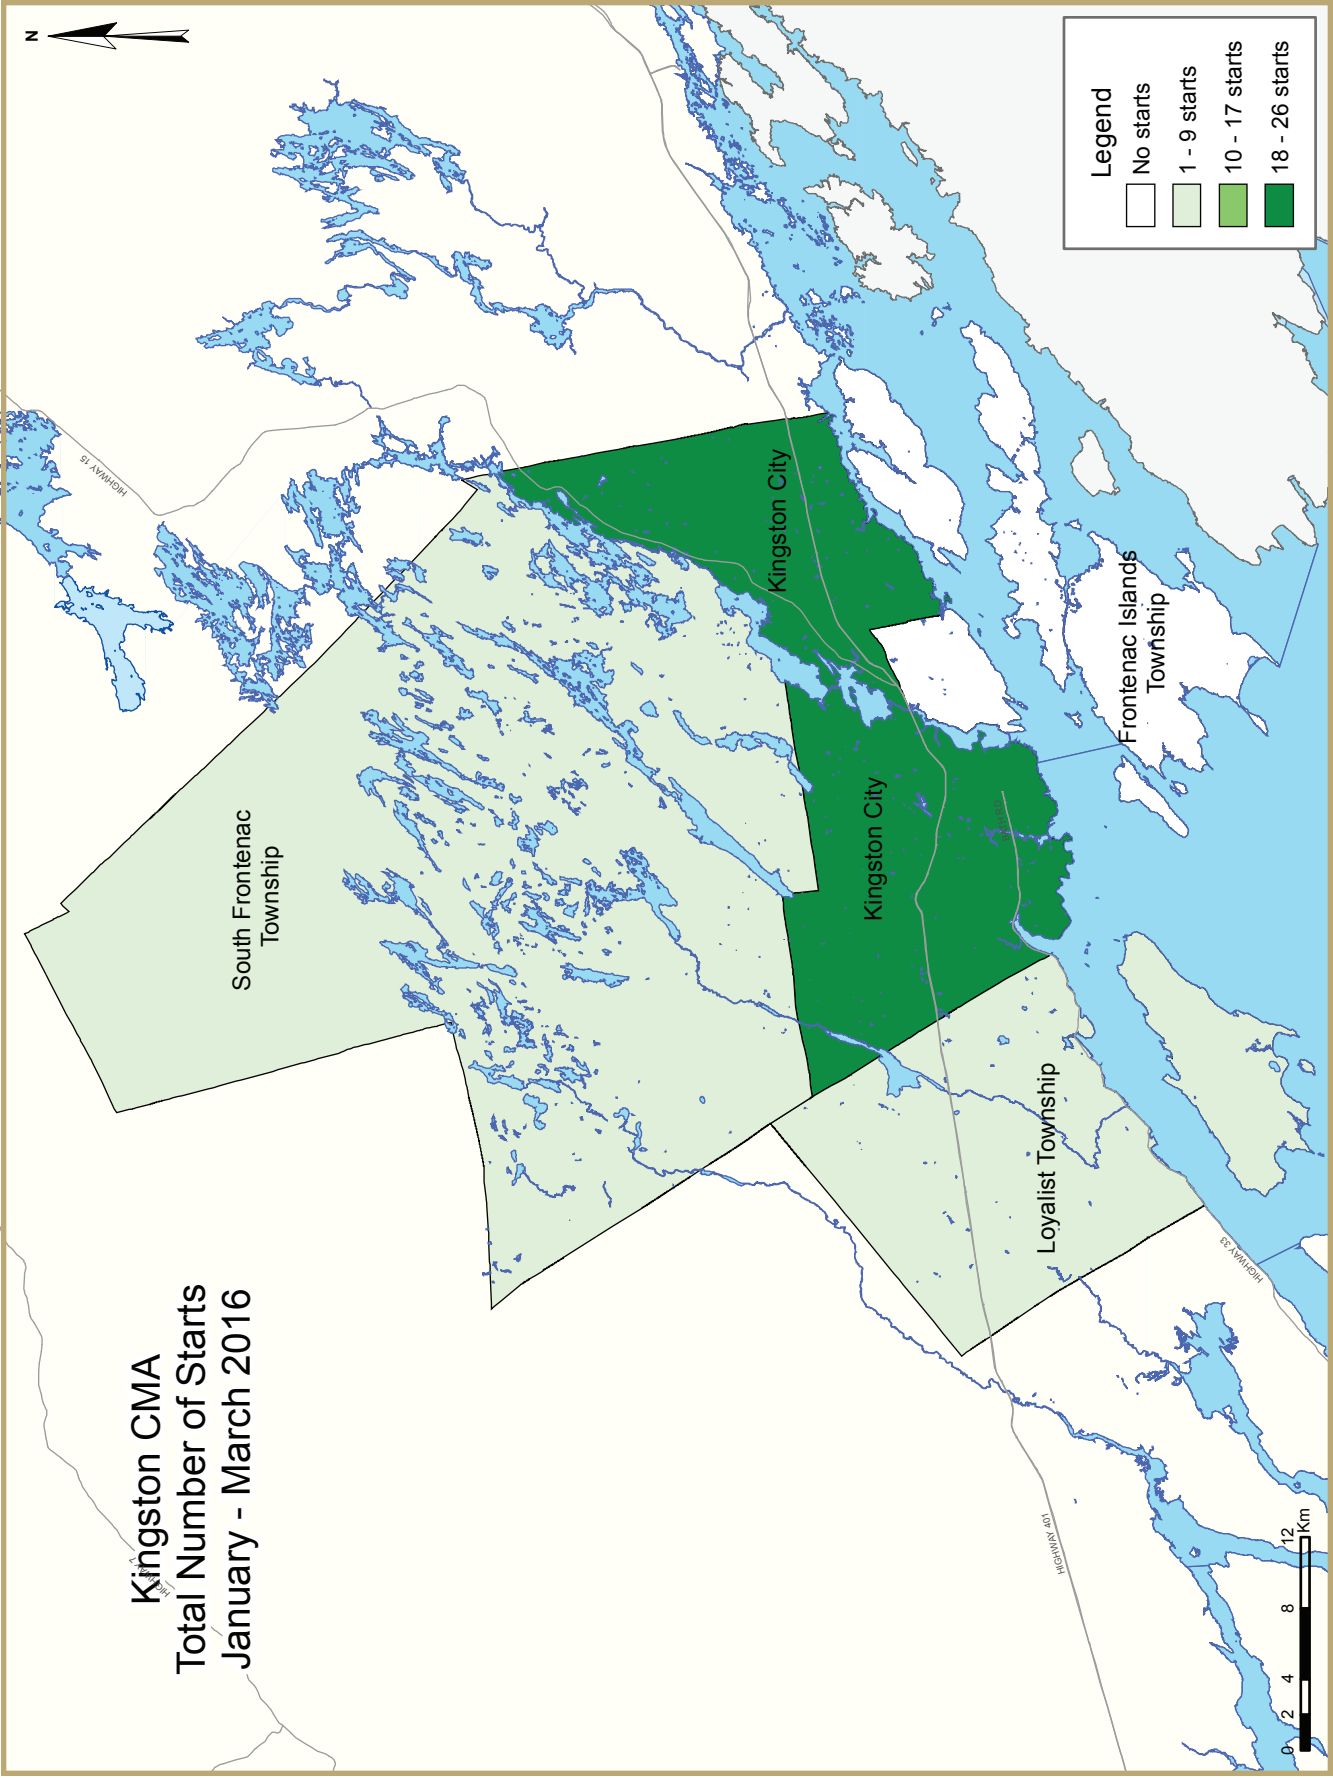 Kingston CMA
Total Number of Starts
January - March 2016
N
HIGHWAY 7
HIGHWAY 15
South Frontenac
Township
Kingston City
Kingston City
Loyalist Township
Frontenac Islands
Township
HIGHWAY 401
HIGHWAY 33
Legend
No starts
1 - 9 starts
10 - 17 starts
18 - 26 starts
0 2 4 8 12
Km